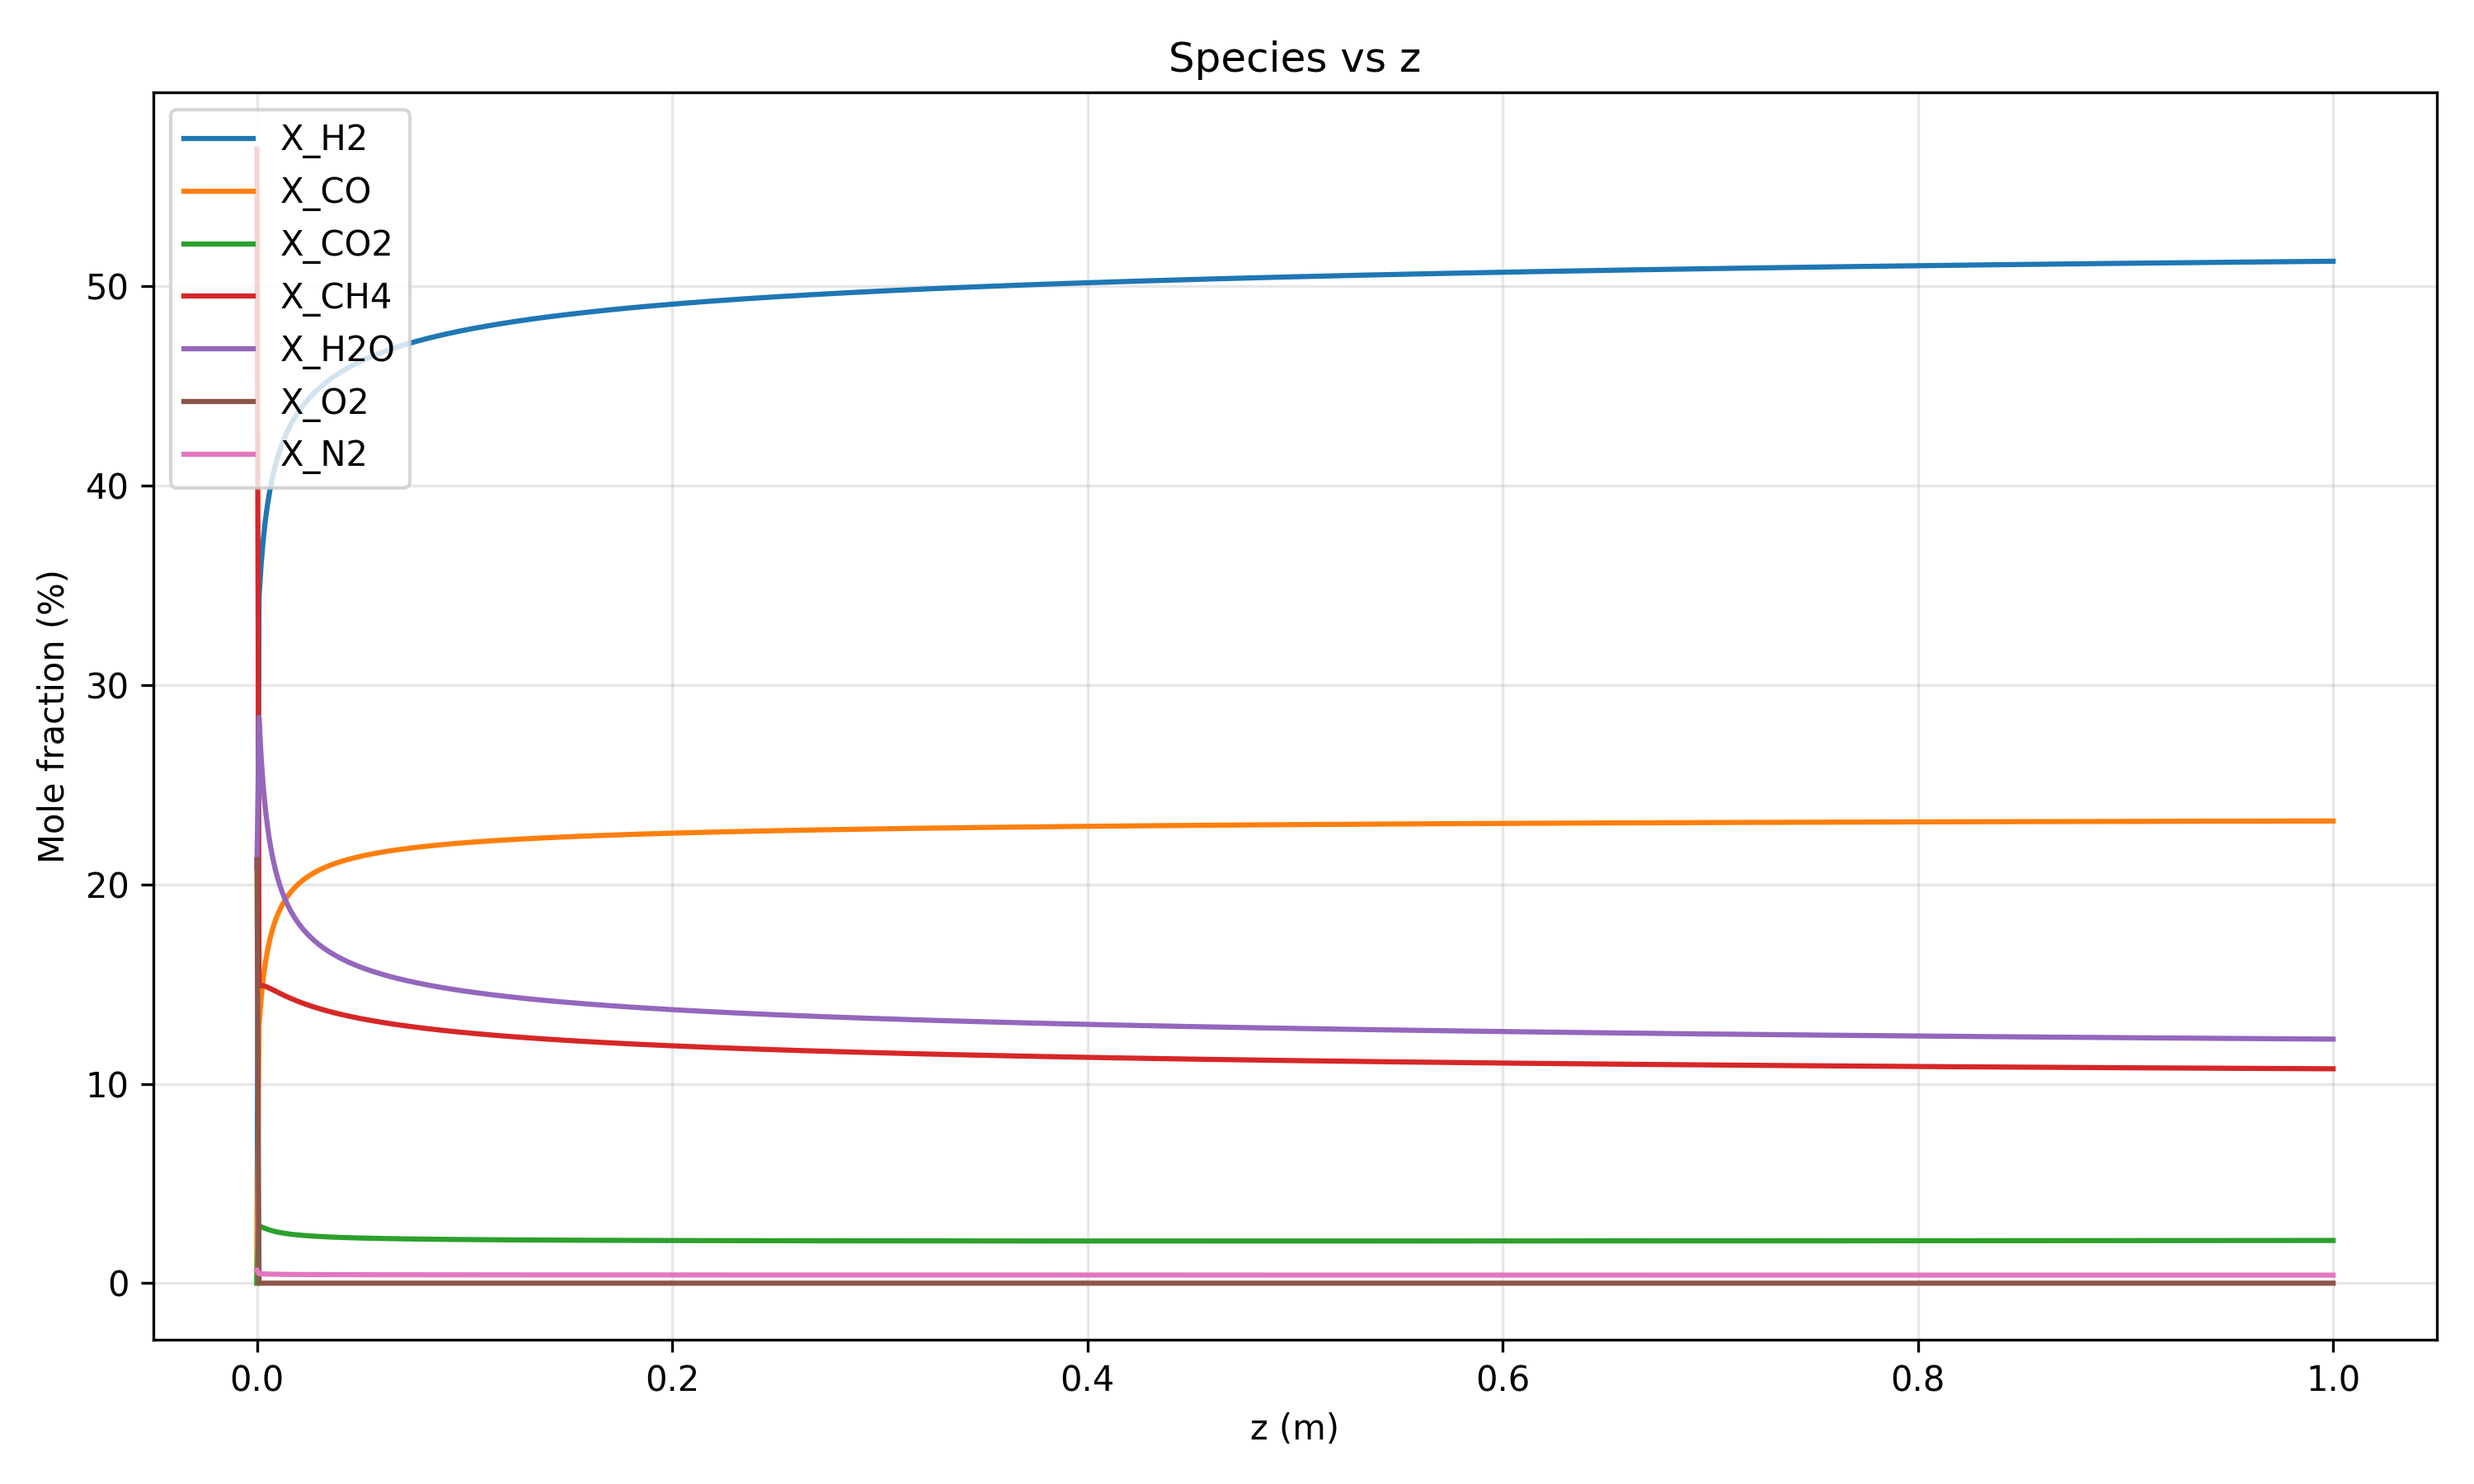 Species vs z
X_H2
X_CO
X_CO2
X_CH4
X_H2O
X_O2
X_N2
Mole fraction (%)
50
40
30
20
10
0
0.0 0.2 0.4 0.6 0.8 1.0
z (m)